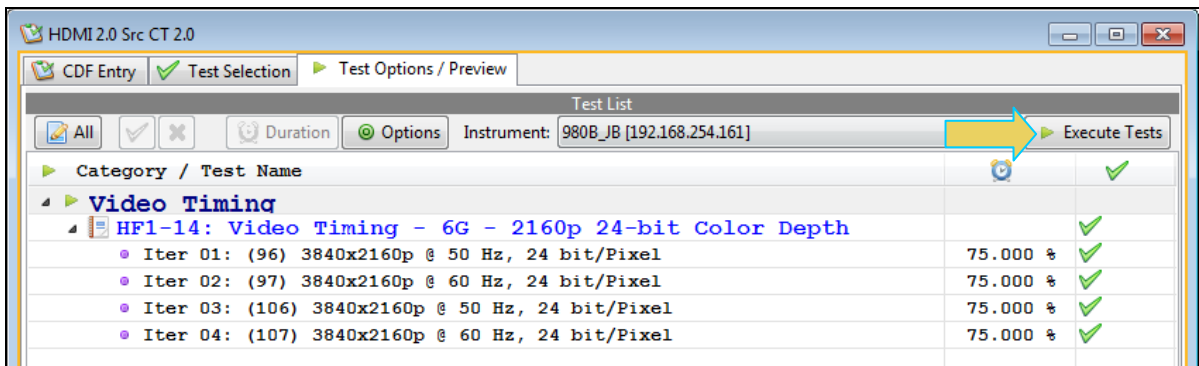 HDMI 2.0 Src CT 2.0
CDF Entry Test Selection Test Options / Preview
Test List
All Duration Options Instrument: 980B_JB [192.168.254.161] Execute Tests
Category / Test Name
Video Timing
HF1-14: Video Timing - 6G - 2160p 24-bit Color Depth
Iter 01: (96) 3840x2160p @ 50 Hz, 24 bit/Pixel 75.000 %
Iter 02: (97) 3840x2160p @ 60 Hz, 24 bit/Pixel 75.000 %
Iter 03: (106) 3840x2160p @ 50 Hz, 24 bit/Pixel 75.000 %
Iter 04: (107) 3840x2160p @ 60 Hz, 24 bit/Pixel 75.000 %